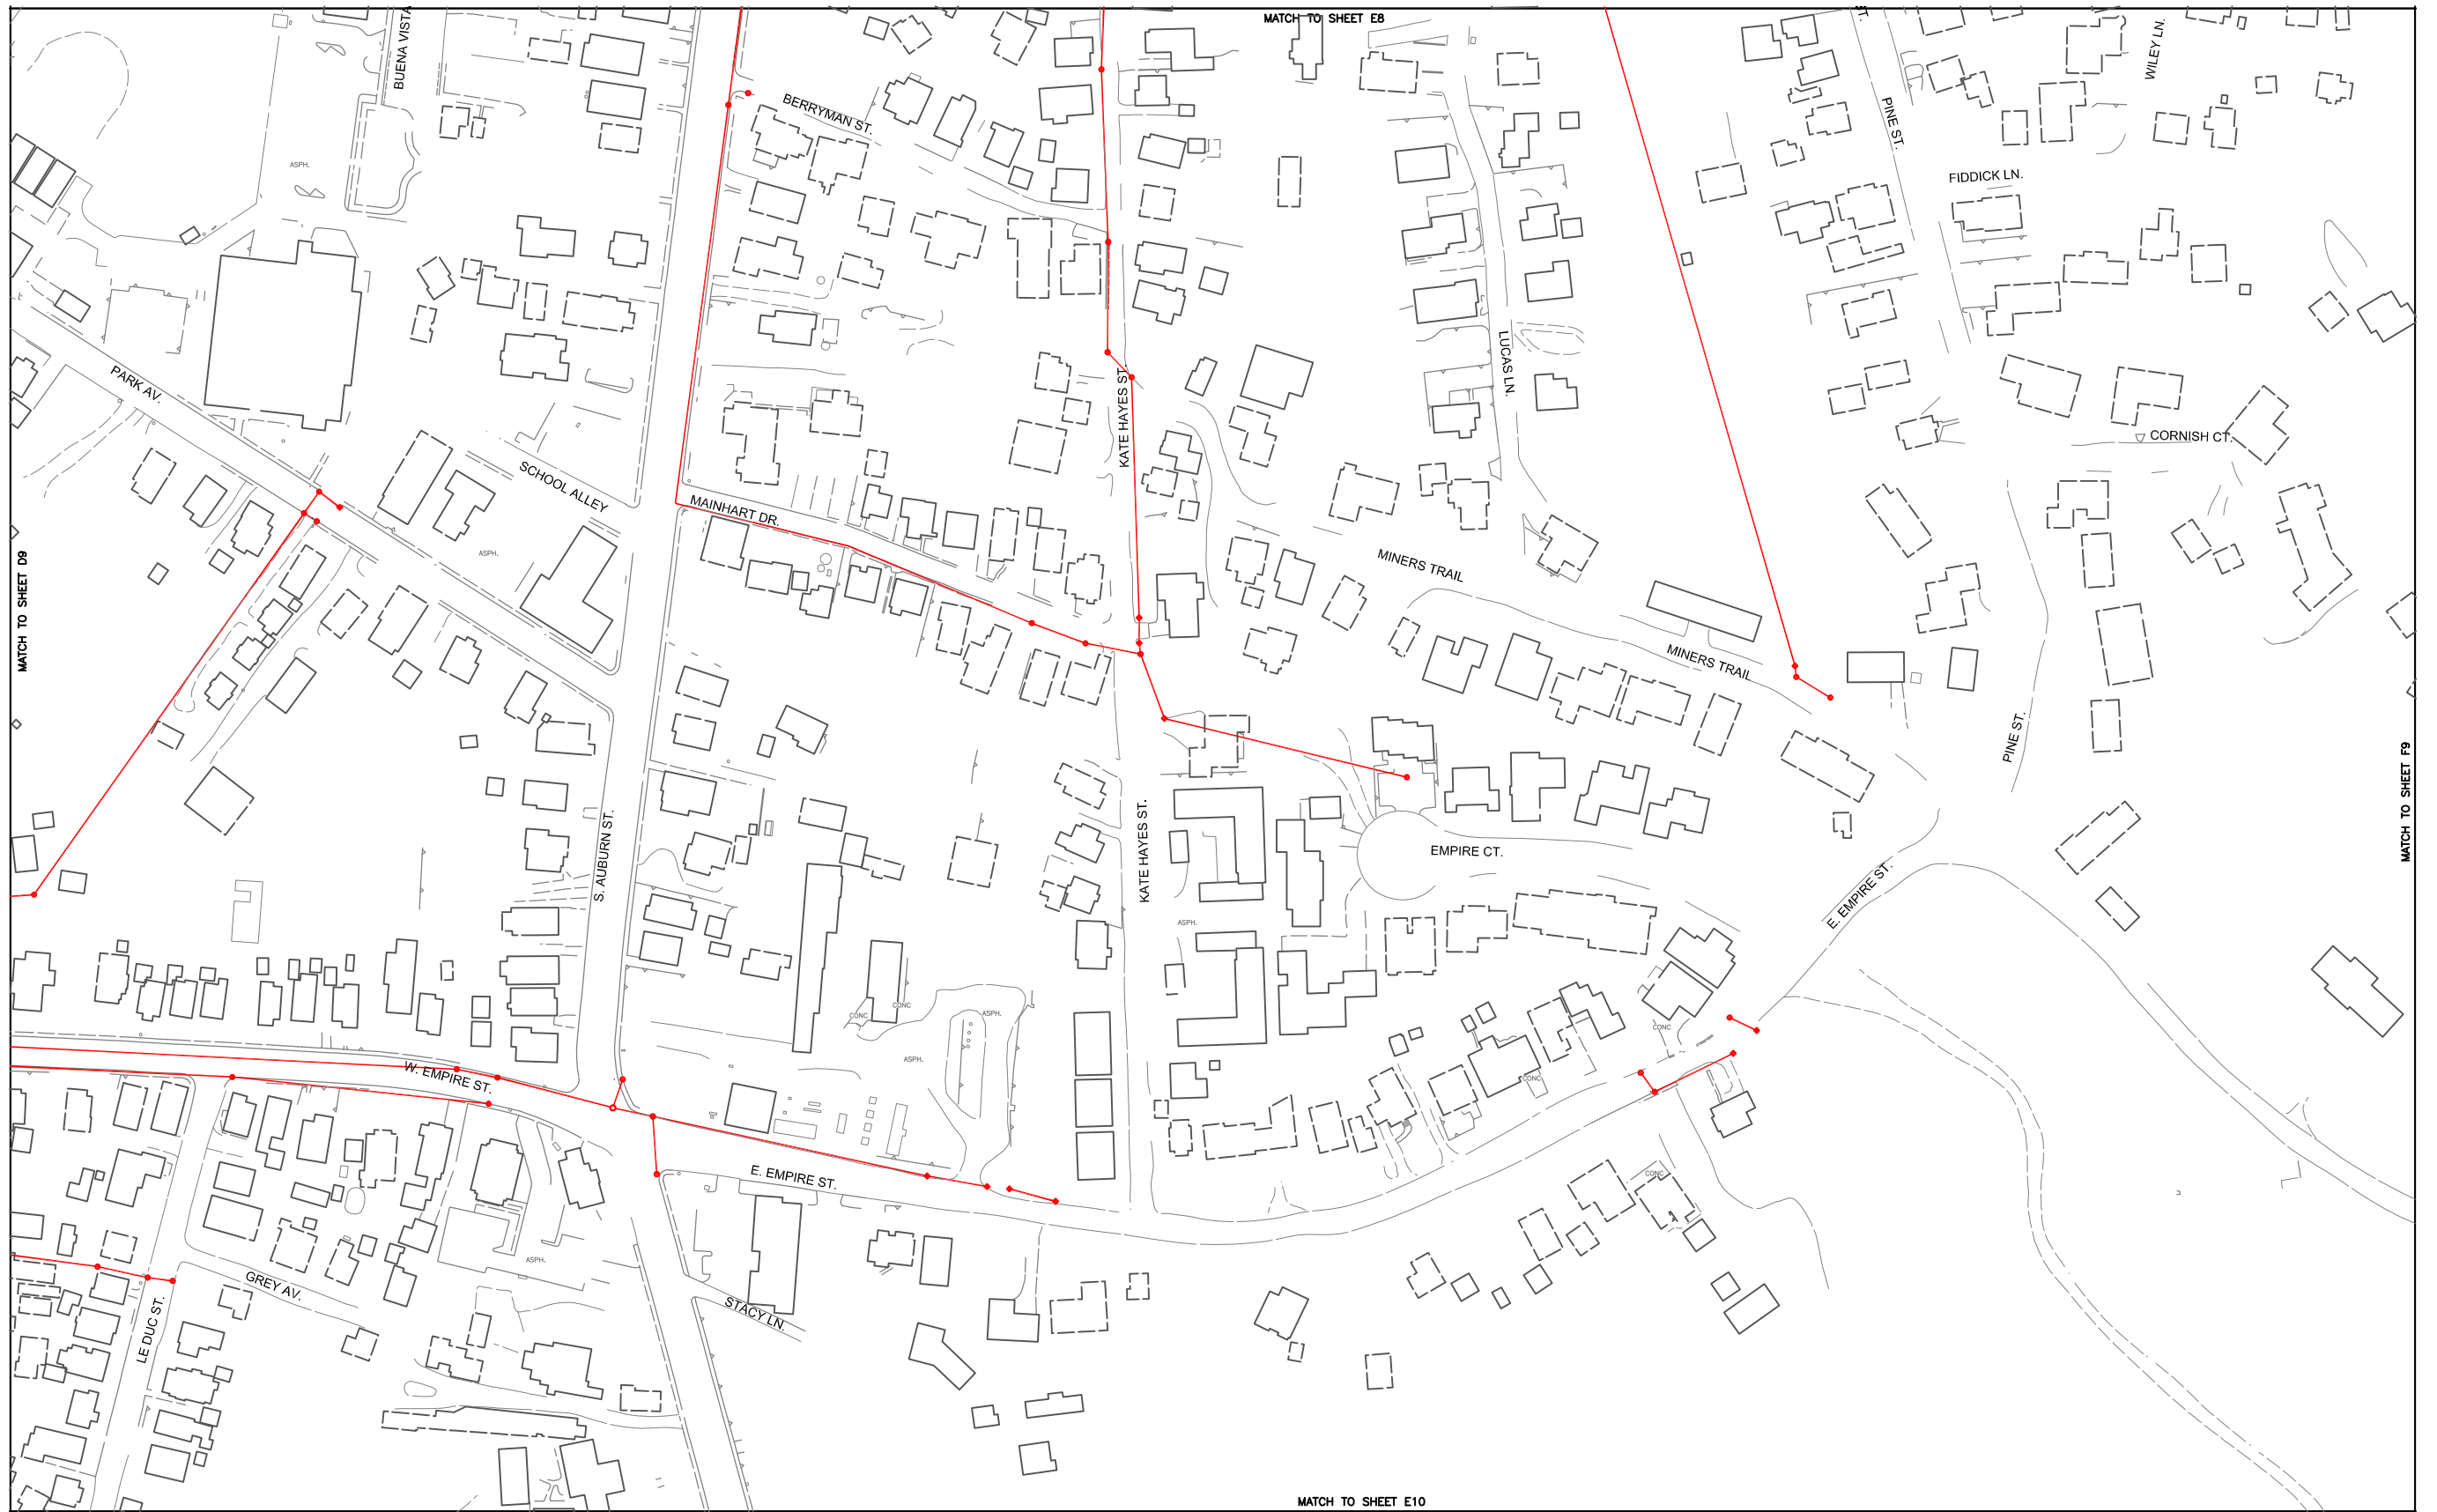 MATCH TO SHEET E8
BUENA VISTA
ST.
WILEY LN.
BERRYMAN ST.
PINE ST.
ASPH.
FIDDICK LN.
PARK AV.
LUCAS LN.
KATE HAYES ST.
CORNISH CT.
SCHOOL ALLEY
MAINHART DR.
ASPH.
MINERS TRAIL
MATCH TO SHEET D9
MINERS TRAIL
PINE ST.
MATCH TO SHEET F9
S. AUBURN ST.
KATE HAYES ST.
EMPIRE CT.
E. EMPIRE ST.
ASPH.
CONC
CONC
ASPH.
CONC
ASPH.
W. EMPIRE ST.
CONC
E. EMPIRE ST.
CONC
ASPH.
GREY AV.
LE DUC ST.
STACY LN.
MATCH TO SHEET E10